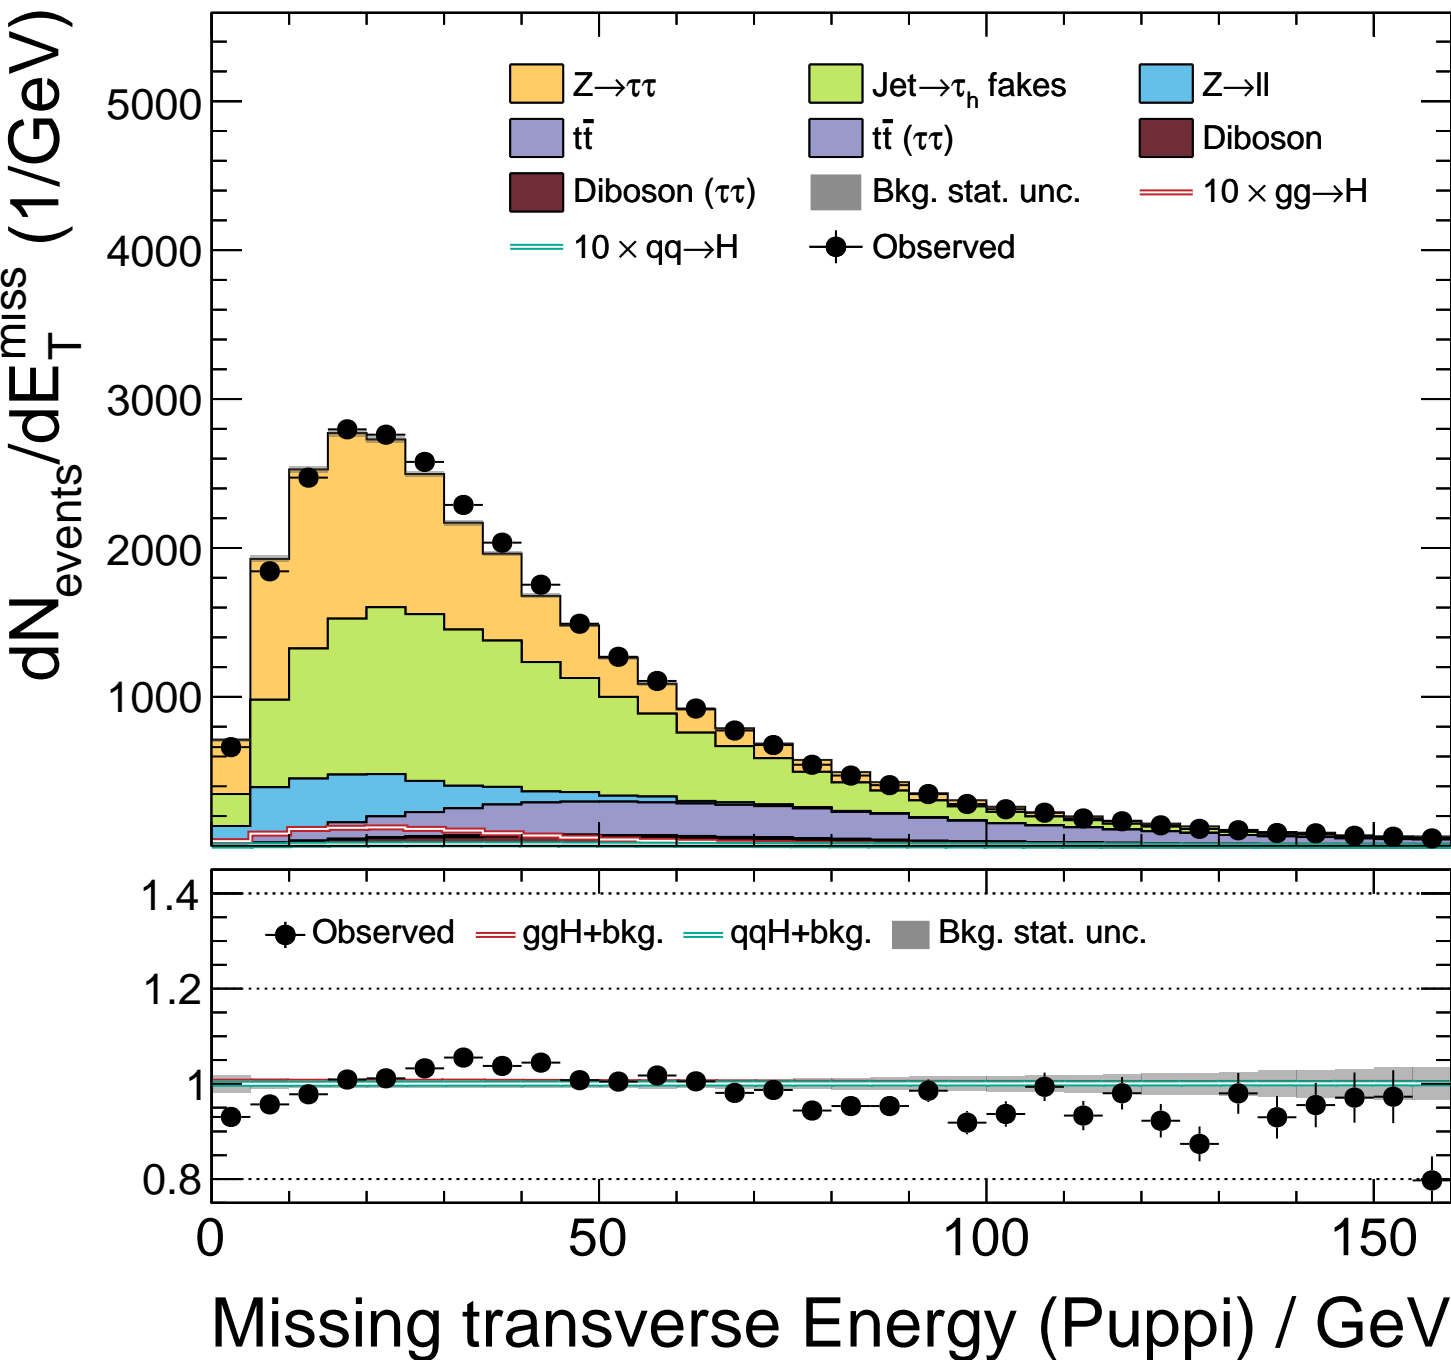 dN_events/dE_T^miss (1/GeV)
Z→ττ Jet→τ_h fakes Z→ll
tt̄ tt̄ (ττ) Diboson
Diboson (ττ) Bkg. stat. unc. 10 × gg→H
10 × qq→H Observed
5000
4000
3000
2000
1000
1.4
Observed ggH+bkg. qqH+bkg. Bkg. stat. unc.
1.2
1
0.8
0 50 100 150
Missing transverse Energy (Puppi) / GeV